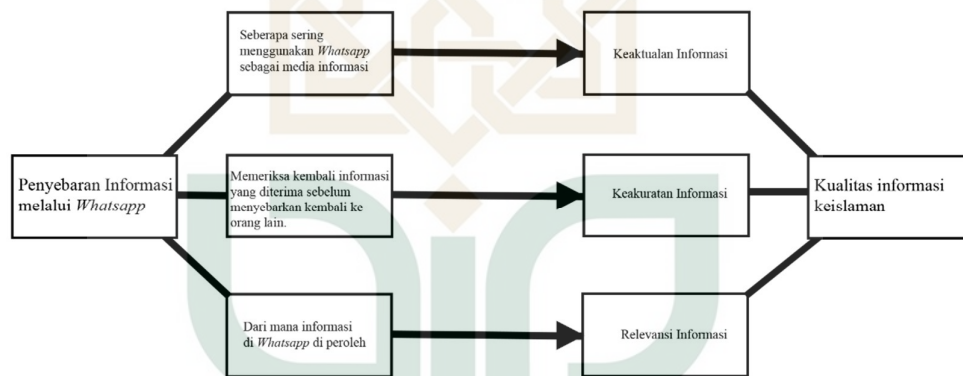 Seberapa sering
menggunakan Whatsapp
sebagai media informasi
Keaktualan Informasi
Penyebaran Informasi
melalui Whatsapp
Memeriksa kembali informasi
yang diterima sebelum
menyebarkan kembali ke
orang lain.
Keakuratan Informasi
Kualitas informasi
keislaman
Dari mana informasi
di Whatsapp di peroleh
Relevansi Informasi